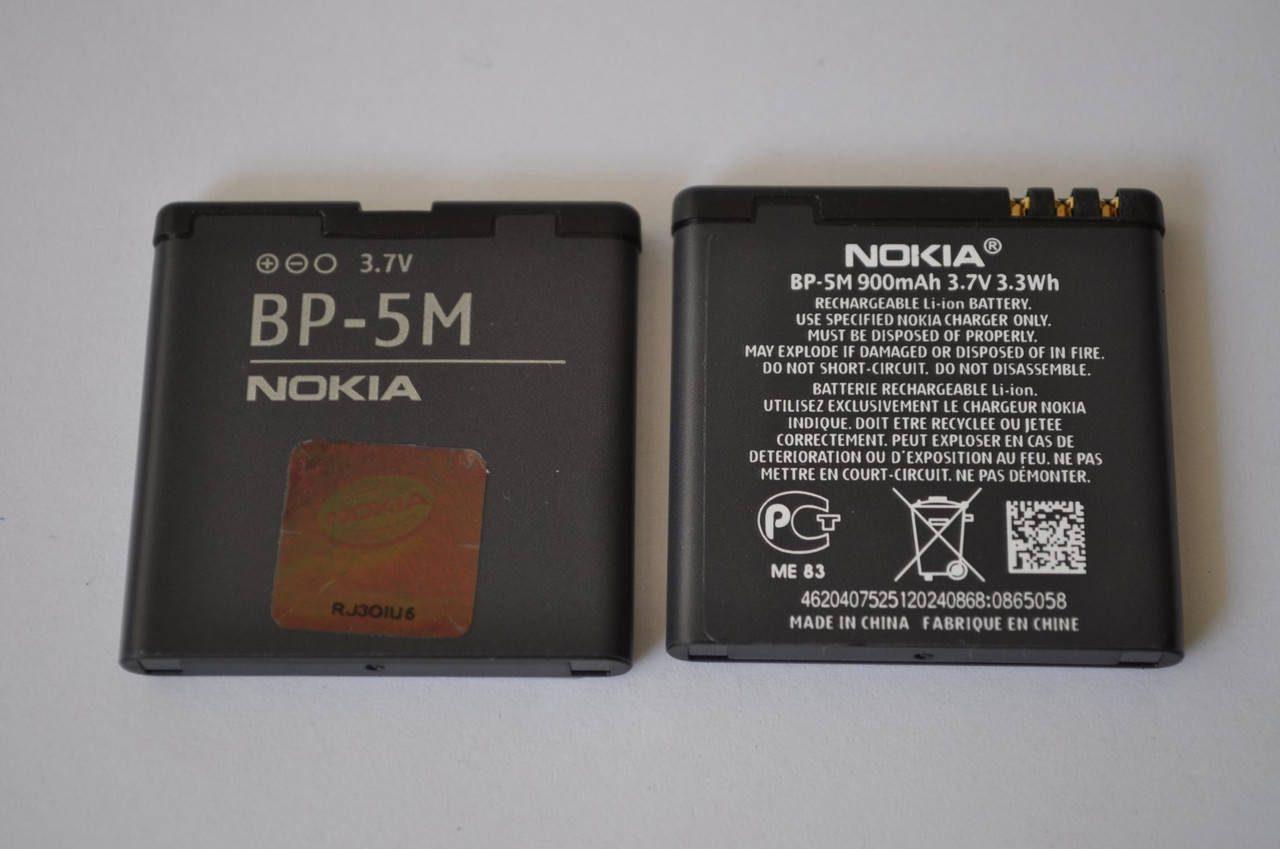 3.7V
BP-5M
NOKIA
NOKIA
RJ3OIU6
NOKIA®
BP-5M 900mAh 3.7V 3.3Wh
RECHARGEABLE Li-ion BATTERY.
USE SPECIFIED NOKIA CHARGER ONLY.
MUST BE DISPOSED OF PROPERLY.
MAY EXPLODE IF DAMAGED OR DISPOSED OF IN FIRE.
DO NOT SHORT-CIRCUIT. DO NOT DISASSEMBLE.
BATTERIE RECHARGEABLE Li-ion.
UTILISEZ EXCLUSIVEMENT LE CHARGEUR NOKIA
INDIQUE. DOIT ETRE RECYCLEE OU JETEE
CORRECTEMENT. PEUT EXPLOSER EN CAS DE
DETERIORATION OU D'EXPOSITION AU FEU. NE PAS
METTRE EN COURT-CIRCUIT. NE PAS DÉMONTER.
PCT
ME 83
4620407525120240868:0865058
MADE IN CHINA FABRIQUE EN CHINE